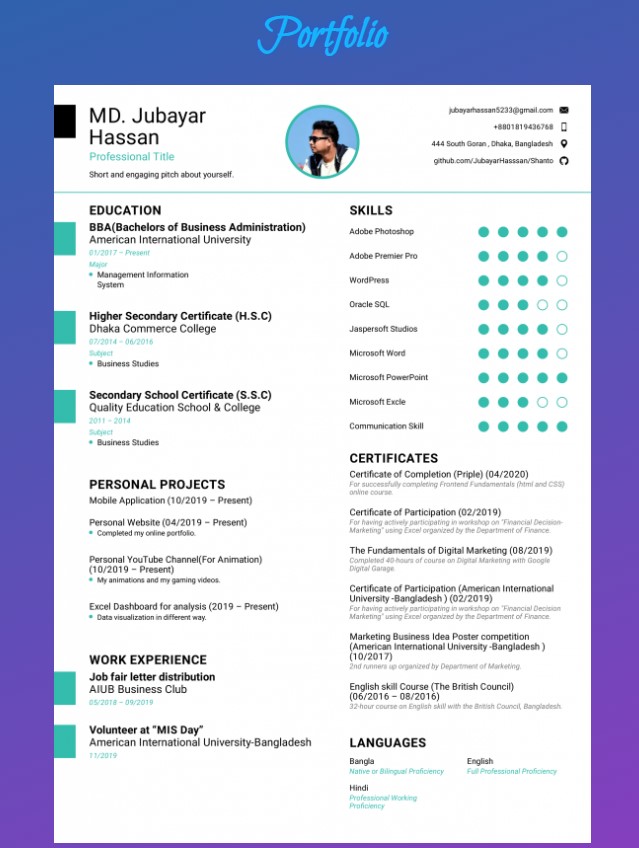 Portfolio
MD. Jubayar
Hassan
Professional Title
Short and engaging pitch about yourself.
jubayarhassan5233@gmail.com
+8801819436768
444 South Goran , Dhaka, Bangladesh
github.com/JubayarHasssan/Shanto
EDUCATION
BBA(Bachelors of Business Administration)
American International University
01/2017 – Present
Major
Management Information
System
Higher Secondary Certificate (H.S.C)
Dhaka Commerce College
07/2014 – 06/2016
Subject
Business Studies
Secondary School Certificate (S.S.C)
Quality Education School & College
2011 – 2014
Subject
Business Studies
PERSONAL PROJECTS
Mobile Application (10/2019 – Present)
Personal Website (04/2019 – Present)
Completed my online portfolio.
Personal YouTube Channel(For Animation)
(10/2019 – Present)
My animations and my gaming videos.
Excel Dashboard for analysis (2019 – Present)
Data visualization in different way.
WORK EXPERIENCE
Job fair letter distribution
AIUB Business Club
05/2018 – 09/2019
Volunteer at “MIS Day”
American International University-Bangladesh
11/2019
SKILLS
Adobe Photoshop
Adobe Premier Pro
WordPress
Oracle SQL
Jaspersoft Studios
Microsoft Word
Microsoft PowerPoint
Microsoft Excle
Communication Skill
CERTIFICATES
Certificate of Completion (Priple) (04/2020)
For successfully completing Frontend Fundamentals (html and CSS)
online course.
Certificate of Participation (02/2019)
For having actively participating in workshop on "Financial Decision-
Making" using Excel organized by the Department of Finance.
The Fundamentals of Digital Marketing (08/2019)
Completed 40-hours of course on Digital Marketing with Google
Digital Garage.
Certificate of Participation (American International
University -Bangladesh ) (02/2019)
For having actively participating in workshop on "Financial Decision
Making" using Excel organized by the Department of Finance.
Marketing Business Idea Poster competition
(American International University -Bangladesh )
(10/2017)
2nd runners up organized by Department of Marketing.
English skill Course (The British Council)
(06/2016 – 08/2016)
32-hour course on English skill with the British Council, Bangladesh.
LANGUAGES
Bangla
Native or Bilingual Proficiency
English
Full Professional Proficiency
Hindi
Professional Working
Proficiency